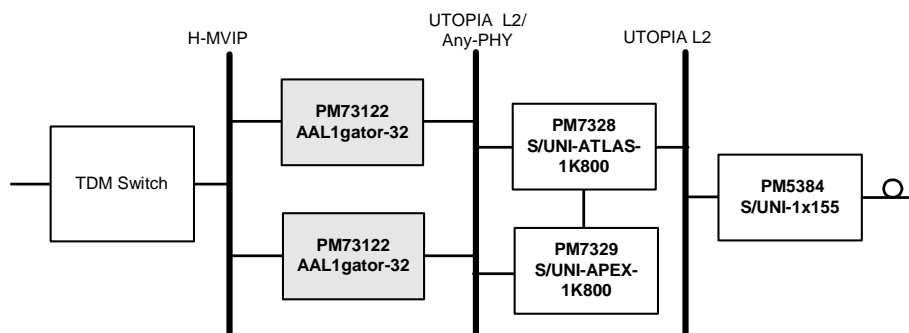 H-MVIP
UTOPIA L2/
Any-PHY
UTOPIA L2
TDM Switch
PM73122
AAL1gator-32
PM73122
AAL1gator-32
PM7328
S/UNI-ATLAS-
1K800
PM7329
S/UNI-APEX-
1K800
PM5384
S/UNI-1x155